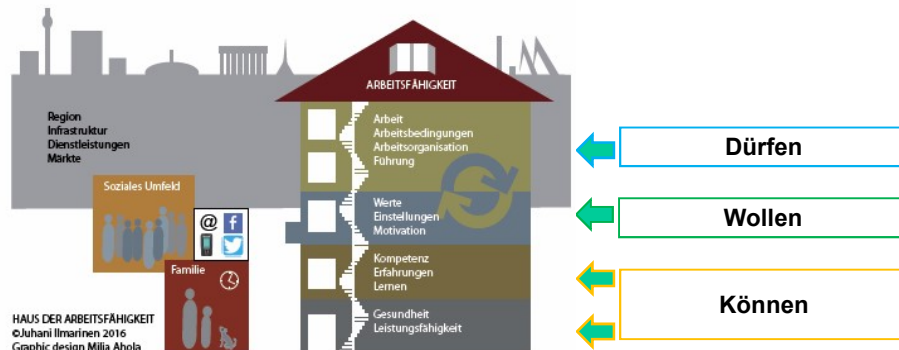 ARBEITSFÄHIGKEIT
Region
Infrastruktur
Dienstleistungen
Märkte
Arbeit
Arbeitsbedingungen
Arbeitsorganisation
Führung
Dürfen
Soziales Umfeld
@ f
Werte
Einstellungen
Motivation
Wollen
Familie
Kompetenz
Erfahrungen
Lernen
Können
Gesundheit
Leistungsfähigkeit
HAUS DER ARBEITSFÄHIGKEIT
©Juhani Ilmarinen 2016
Graphic design Milja Ahola